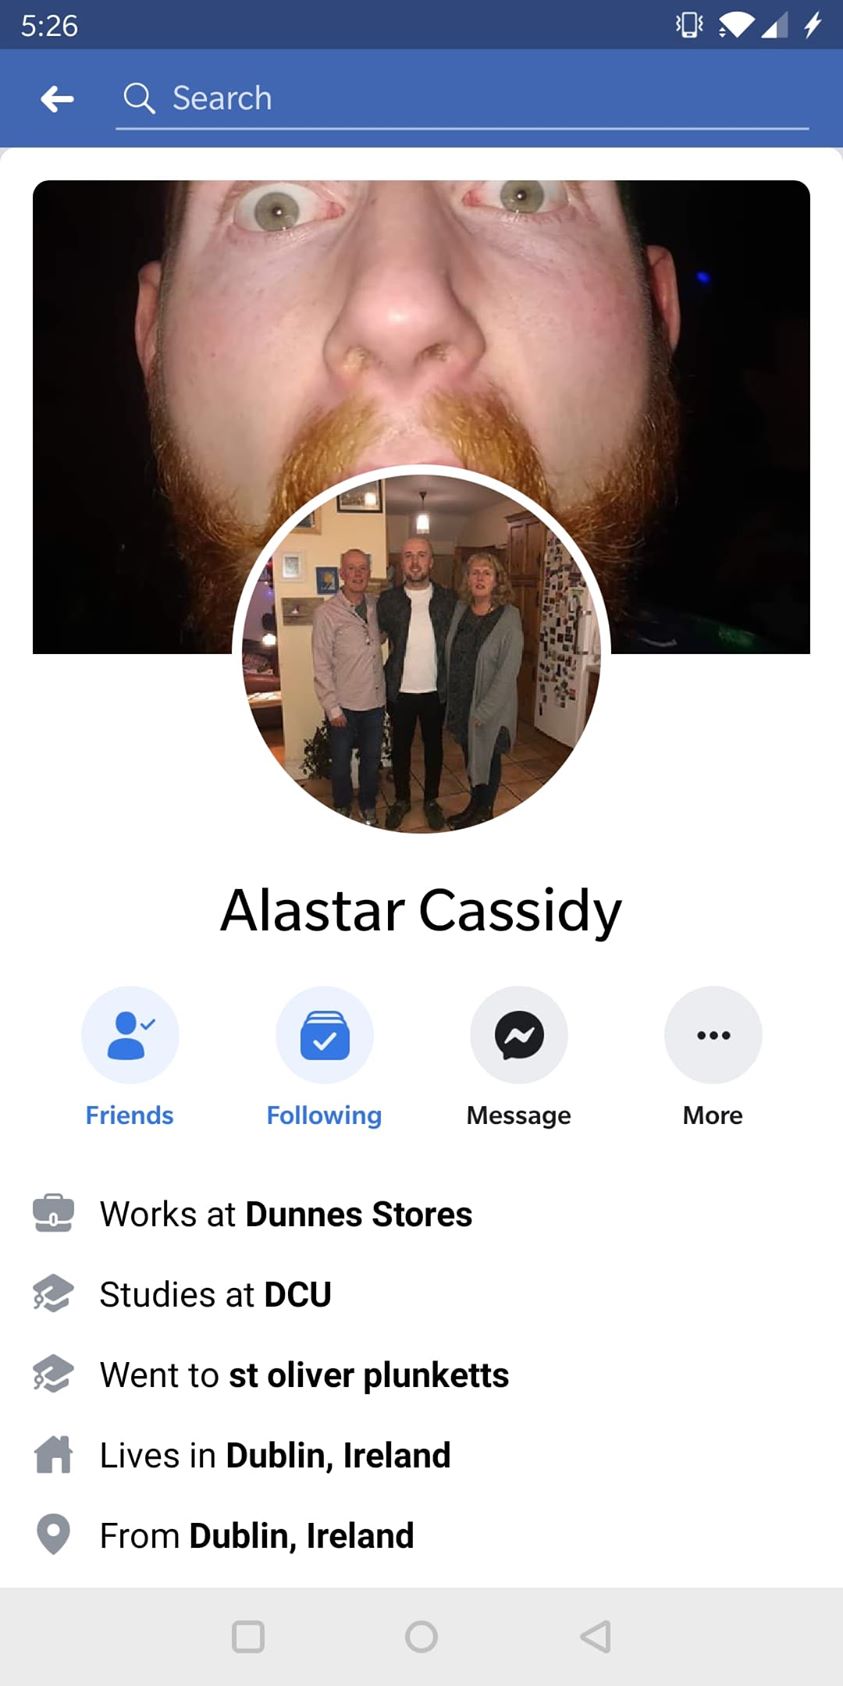 5:26
Search
Alastar Cassidy
Friends
Following
Message
More
Works at Dunnes Stores
Studies at DCU
Went to st oliver plunketts
Lives in Dublin, Ireland
From Dublin, Ireland